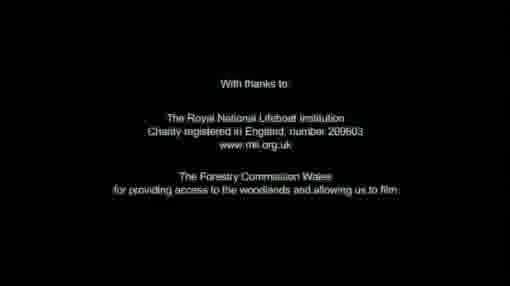 With thanks to:
The Royal National Lifeboat Institution
Charity registered in England, number 209603
www.rnli.org.uk
The Forestry Commission Wales
for providing access to the woodlands and allowing us to film